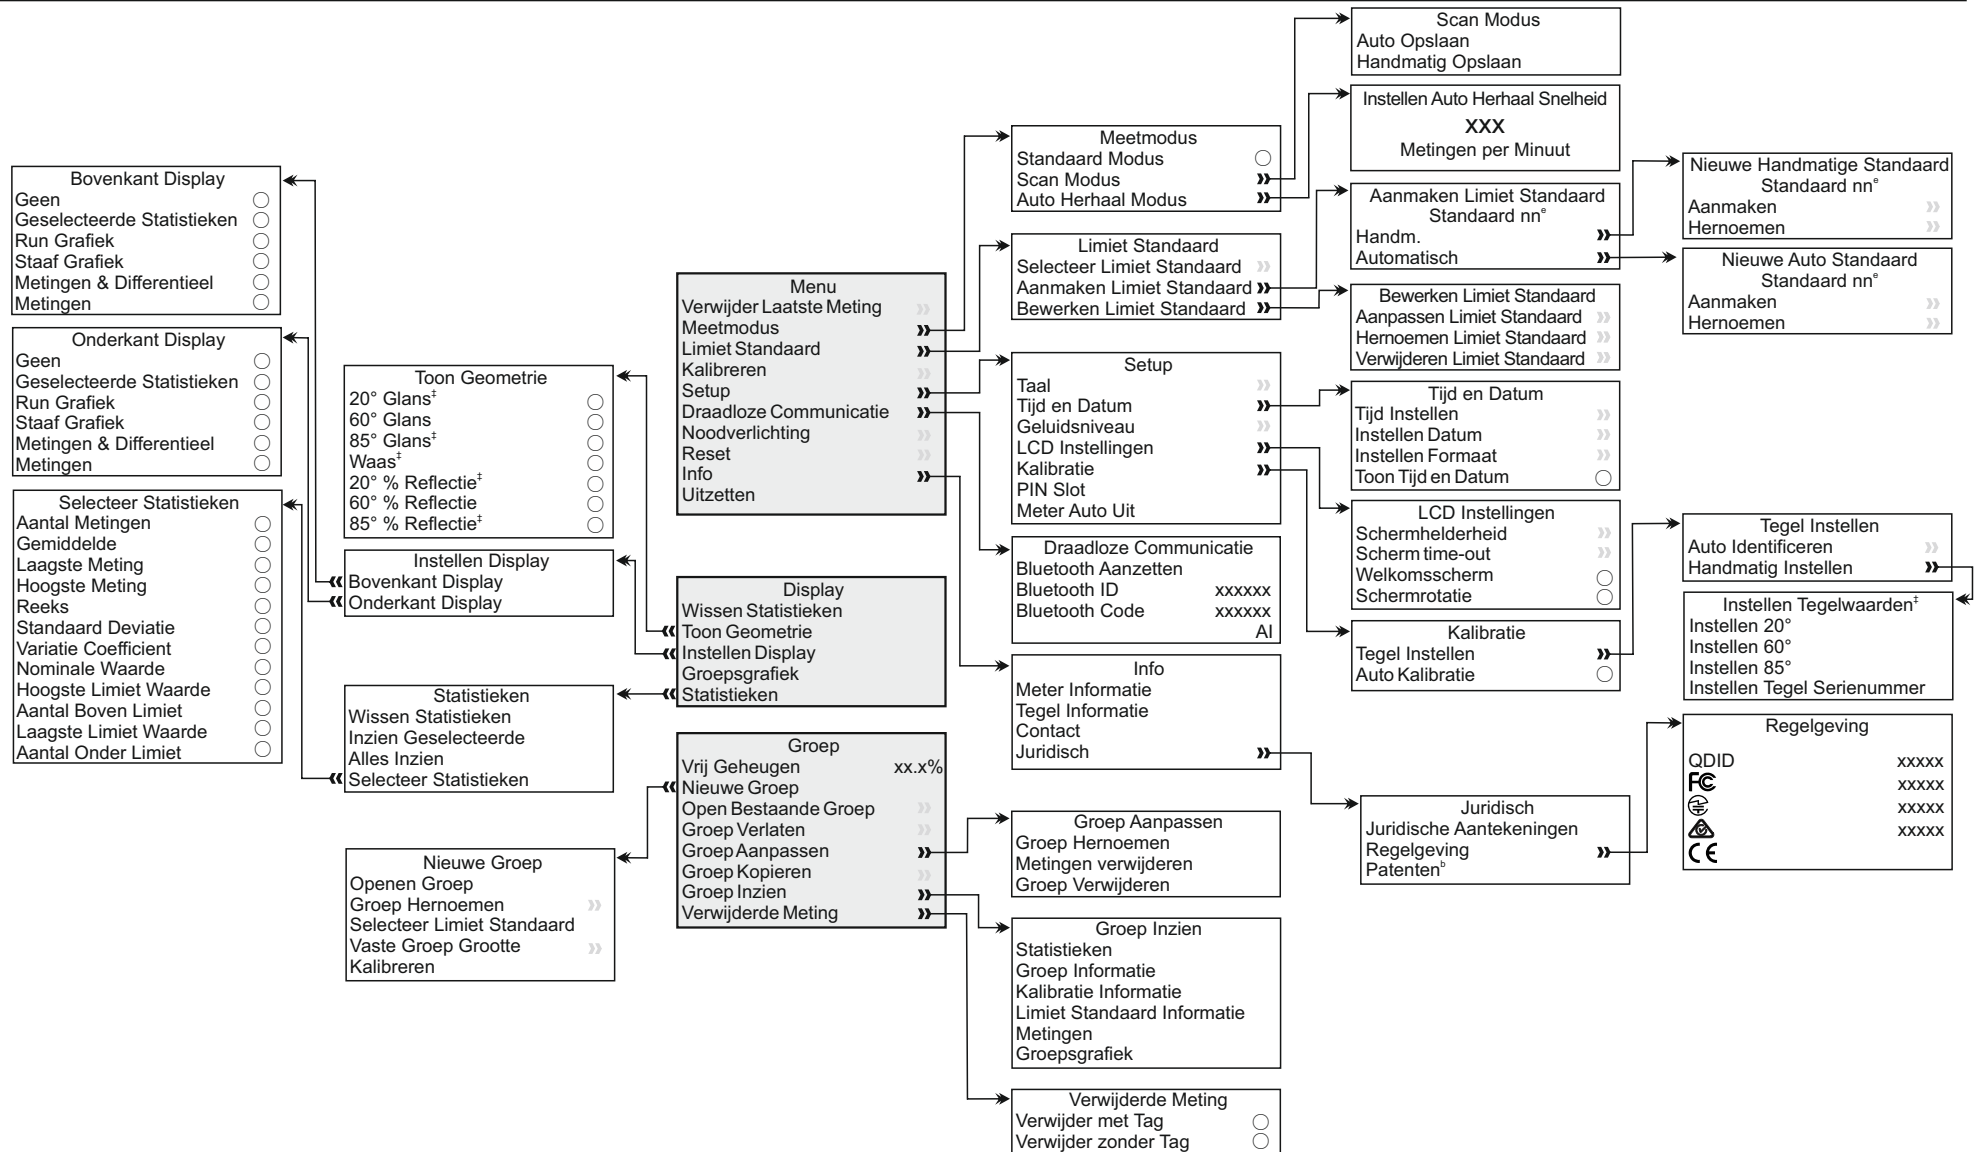 Bovenkant Display
Geen
Geselecteerde Statistieken
Run Grafiek
Staaf Grafiek
Metingen & Differentieel
Metingen
Onderkant Display
Geen
Geselecteerde Statistieken
Run Grafiek
Staaf Grafiek
Metingen & Differentieel
Metingen
Selecteer Statistieken
Aantal Metingen
Gemiddelde
Laagste Meting
Hoogste Meting
Reeks
Standaard Deviatie
Variatie Coefficient
Nominale Waarde
Hoogste Limiet Waarde
Aantal Boven Limiet
Laagste Limiet Waarde
Aantal Onder Limiet
Toon Geometrie
20° Glans‡
60° Glans
85° Glans‡
Waas‡
20° % Reflectie‡
60° % Reflectie
85° % Reflectie‡
Instellen Display
Bovenkant Display
Onderkant Display
Statistieken
Wissen Statistieken
Inzien Geselecteerde
Alles Inzien
Selecteer Statistieken
Nieuwe Groep
Openen Groep
Groep Hernoemen
Selecteer Limiet Standaard
Vaste Groep Grootte
Kalibreren
Menu
Verwijder Laatste Meting
Meetmodus
Limiet Standaard
Kalibreren
Setup
Draadloze Communicatie
Noodverlichting
Reset
Info
Uitzetten
Display
Wissen Statistieken
Toon Geometrie
Instellen Display
Groepsgrafiek
Statistieken
Groep
Vrij Geheugen xx.x%
Nieuwe Groep
Open Bestaande Groep
Groep Verlaten
Groep Aanpassen
Groep Kopieren
Groep Inzien
Verwijderde Meting
Meetmodus
Standaard Modus
Scan Modus
Auto Herhaal Modus
Limiet Standaard
Selecteer Limiet Standaard
Aanmaken Limiet Standaard
Bewerken Limiet Standaard
Setup
Taal
Tijd en Datum
Geluidsniveau
LCD Instellingen
Kalibratie
PIN Slot
Meter Auto Uit
Draadloze Communicatie
Bluetooth Aanzetten
Bluetooth ID xxxxxx
Bluetooth Code xxxxxx
AI
Info
Meter Informatie
Tegel Informatie
Contact
Juridisch
Groep Aanpassen
Groep Hernoemen
Metingen verwijderen
Groep Verwijderen
Groep Inzien
Statistieken
Groep Informatie
Kalibratie Informatie
Limiet Standaard Informatie
Metingen
Groepsgrafiek
Verwijderde Meting
Verwijder met Tag
Verwijder zonder Tag
Scan Modus
Auto Opslaan
Handmatig Opslaan
Instellen Auto Herhaal Snelheid
XXX
Metingen per Minuut
Aanmaken Limiet Standaard
Standaard nnᵉ
Handm.
Automatisch
Bewerken Limiet Standaard
Aanpassen Limiet Standaard
Hernoemen Limiet Standaard
Verwijderen Limiet Standaard
Tijd en Datum
Tijd Instellen
Instellen Datum
Instellen Formaat
Toon Tijd en Datum
LCD Instellingen
Schermhelderheid
Scherm time-out
Welkomsscherm
Schermrotatie
Kalibratie
Tegel Instellen
Auto Kalibratie
Juridisch
Juridische Aantekeningen
Regelgeving
Patentenᵇ
Nieuwe Handmatige Standaard
Standaard nnᵉ
Aanmaken
Hernoemen
Nieuwe Auto Standaard
Standaard nnᵉ
Aanmaken
Hernoemen
Tegel Instellen
Auto Identificeren
Handmatig Instellen
Instellen Tegelwaarden‡
Instellen 20°
Instellen 60°
Instellen 85°
Instellen Tegel Serienummer
Regelgeving
QDID xxxxx
FC xxxxx
xxxxx
xxxxx
CE